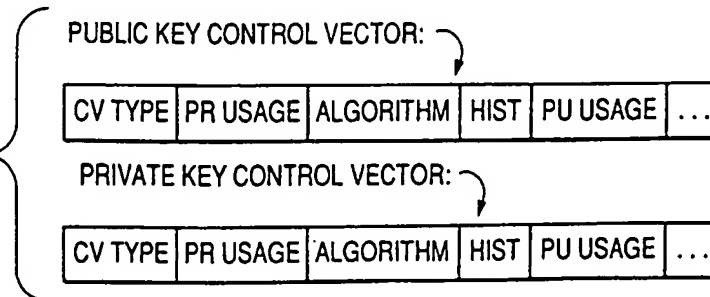 PUBLIC KEY CONTROL VECTOR:
CV TYPE PR USAGE ALGORITHM HIST PU USAGE ...
PRIVATE KEY CONTROL VECTOR:
CV TYPE PR USAGE ALGORITHM HIST PU USAGE ...